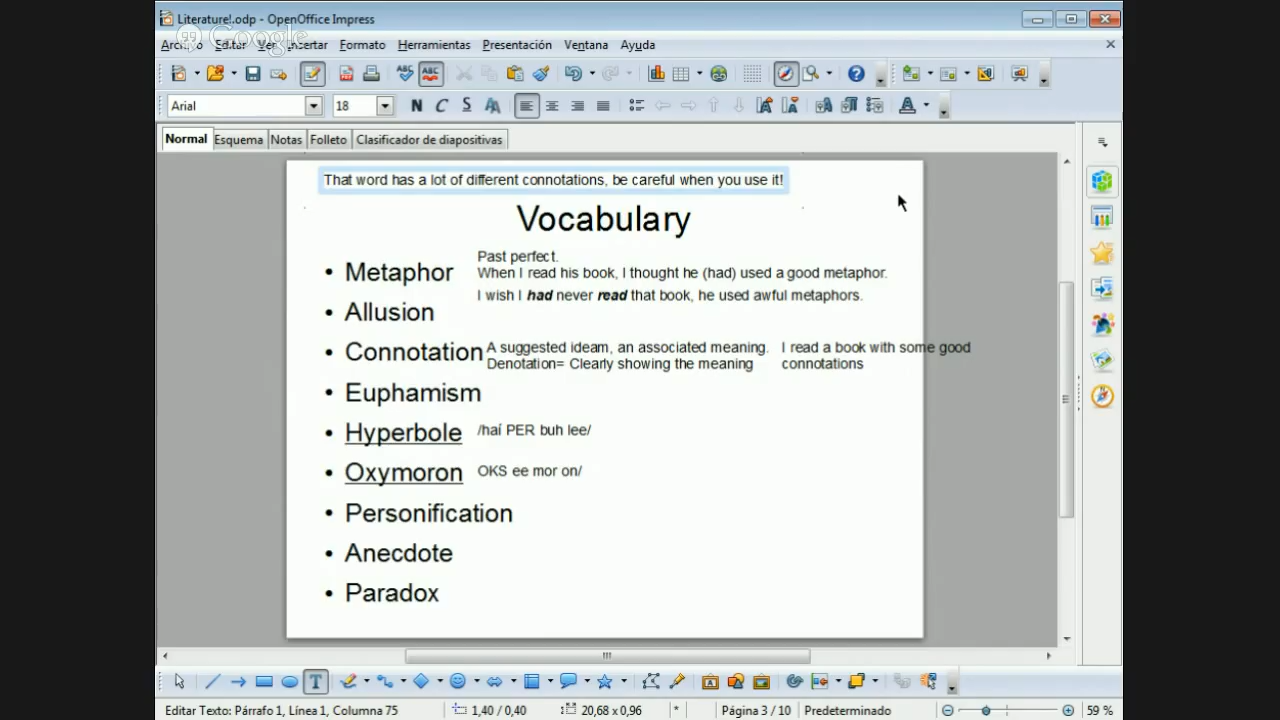 Literature!.odp - OpenOffice Impress
Google
Editar Ver Insertar Formato Herramientas Presentación Ventana Ayuda
Arial 18 N C S
Normal Esquema Notas Folleto Clasificador de diapositivas
That word has a lot of different connotations, be careful when you use it!
Vocabulary
Past perfect.
• Metaphor When I read his book, I thought he (had) used a good metaphor.
I wish I had never read that book, he used awful metaphors.
• Allusion
• Connotation A suggested ideam, an associated meaning. I read a book with some good
Denotation= Clearly showing the meaning connotations
• Euphamism
• Hyperbole /haí PER buh lee/
• Oxymoron OKS ee mor on/
• Personification
• Anecdote
• Paradox
Editar Texto: Párrafo 1, Línea 1, Columna 75 1,40 / 0,40 20,68 x 0,96 * Página 3 / 10 Predeterminado 59 %